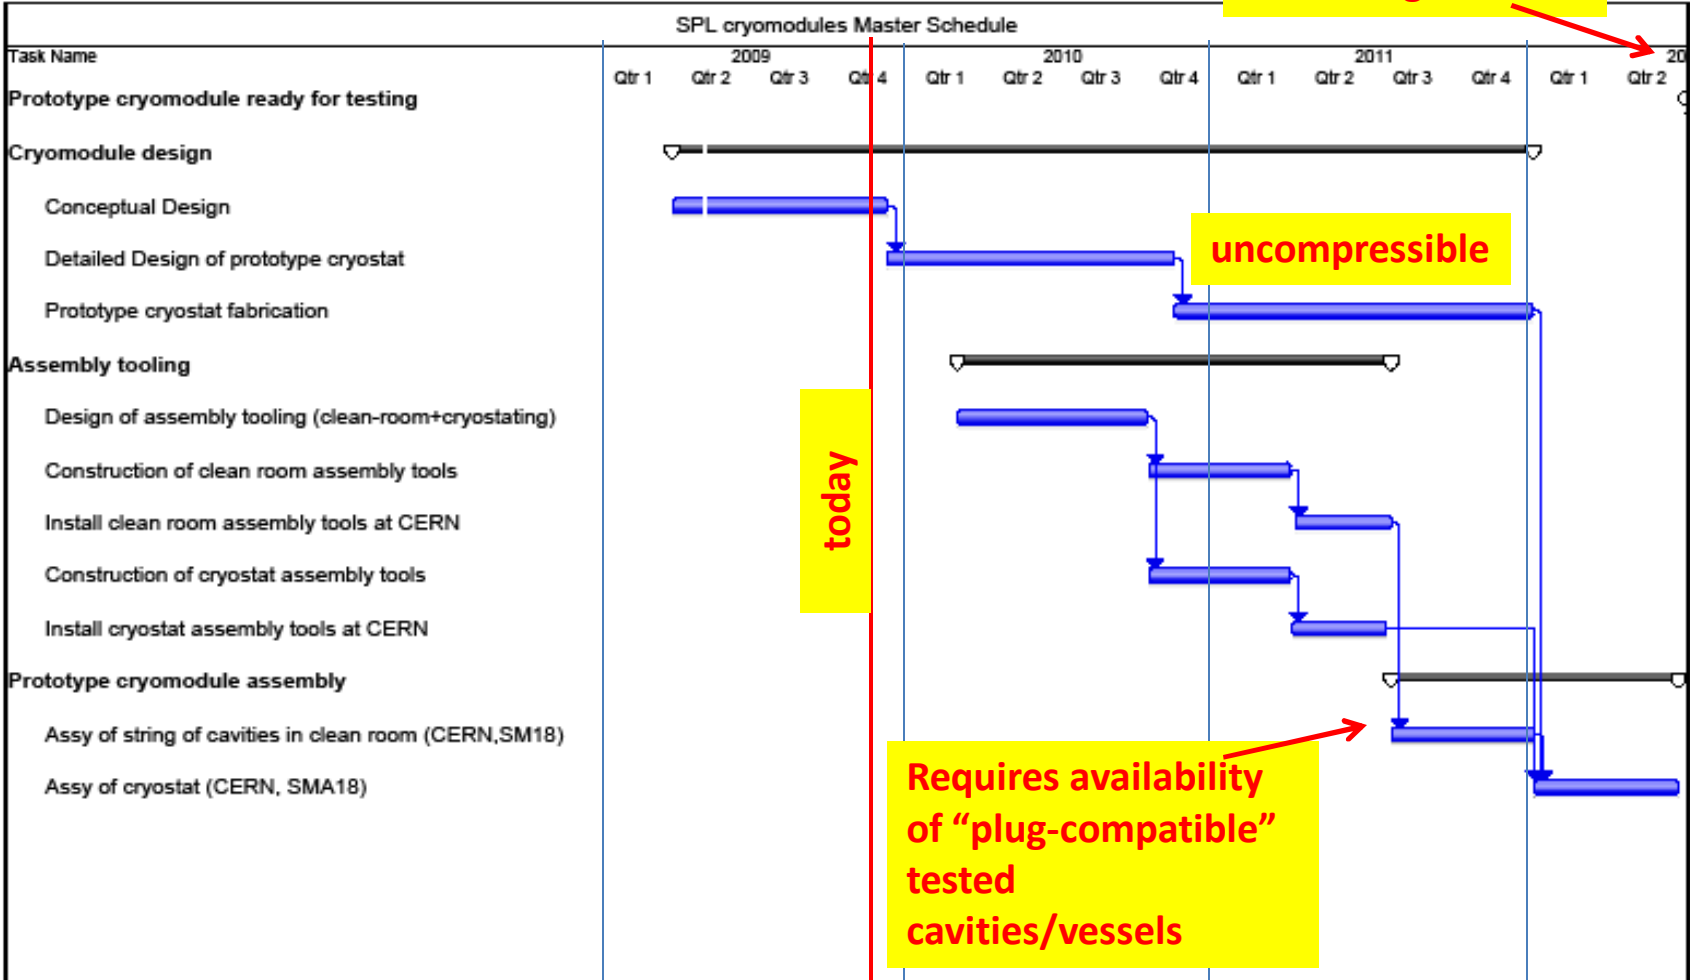 SPL cryomodules Master Schedule
Task Name 2009 2010 2011 20
Qtr 1 Qtr 2 Qtr 3 Qtr 4 Qtr 1 Qtr 2 Qtr 3 Qtr 4 Qtr 1 Qtr 2 Qtr 3 Qtr 4 Qtr 1 Qtr 2
Prototype cryomodule ready for testing
Cryomodule design
Conceptual Design
Detailed Design of prototype cryostat
uncompressible
Prototype cryostat fabrication
Assembly tooling
Design of assembly tooling (clean-room+cryostating)
Construction of clean room assembly tools
today
Install clean room assembly tools at CERN
Construction of cryostat assembly tools
Install cryostat assembly tools at CERN
Prototype cryomodule assembly
Assy of string of cavities in clean room (CERN,SM18)
Assy of cryostat (CERN, SMA18)
Requires availability
of “plug-compatible”
tested
cavities/vessels